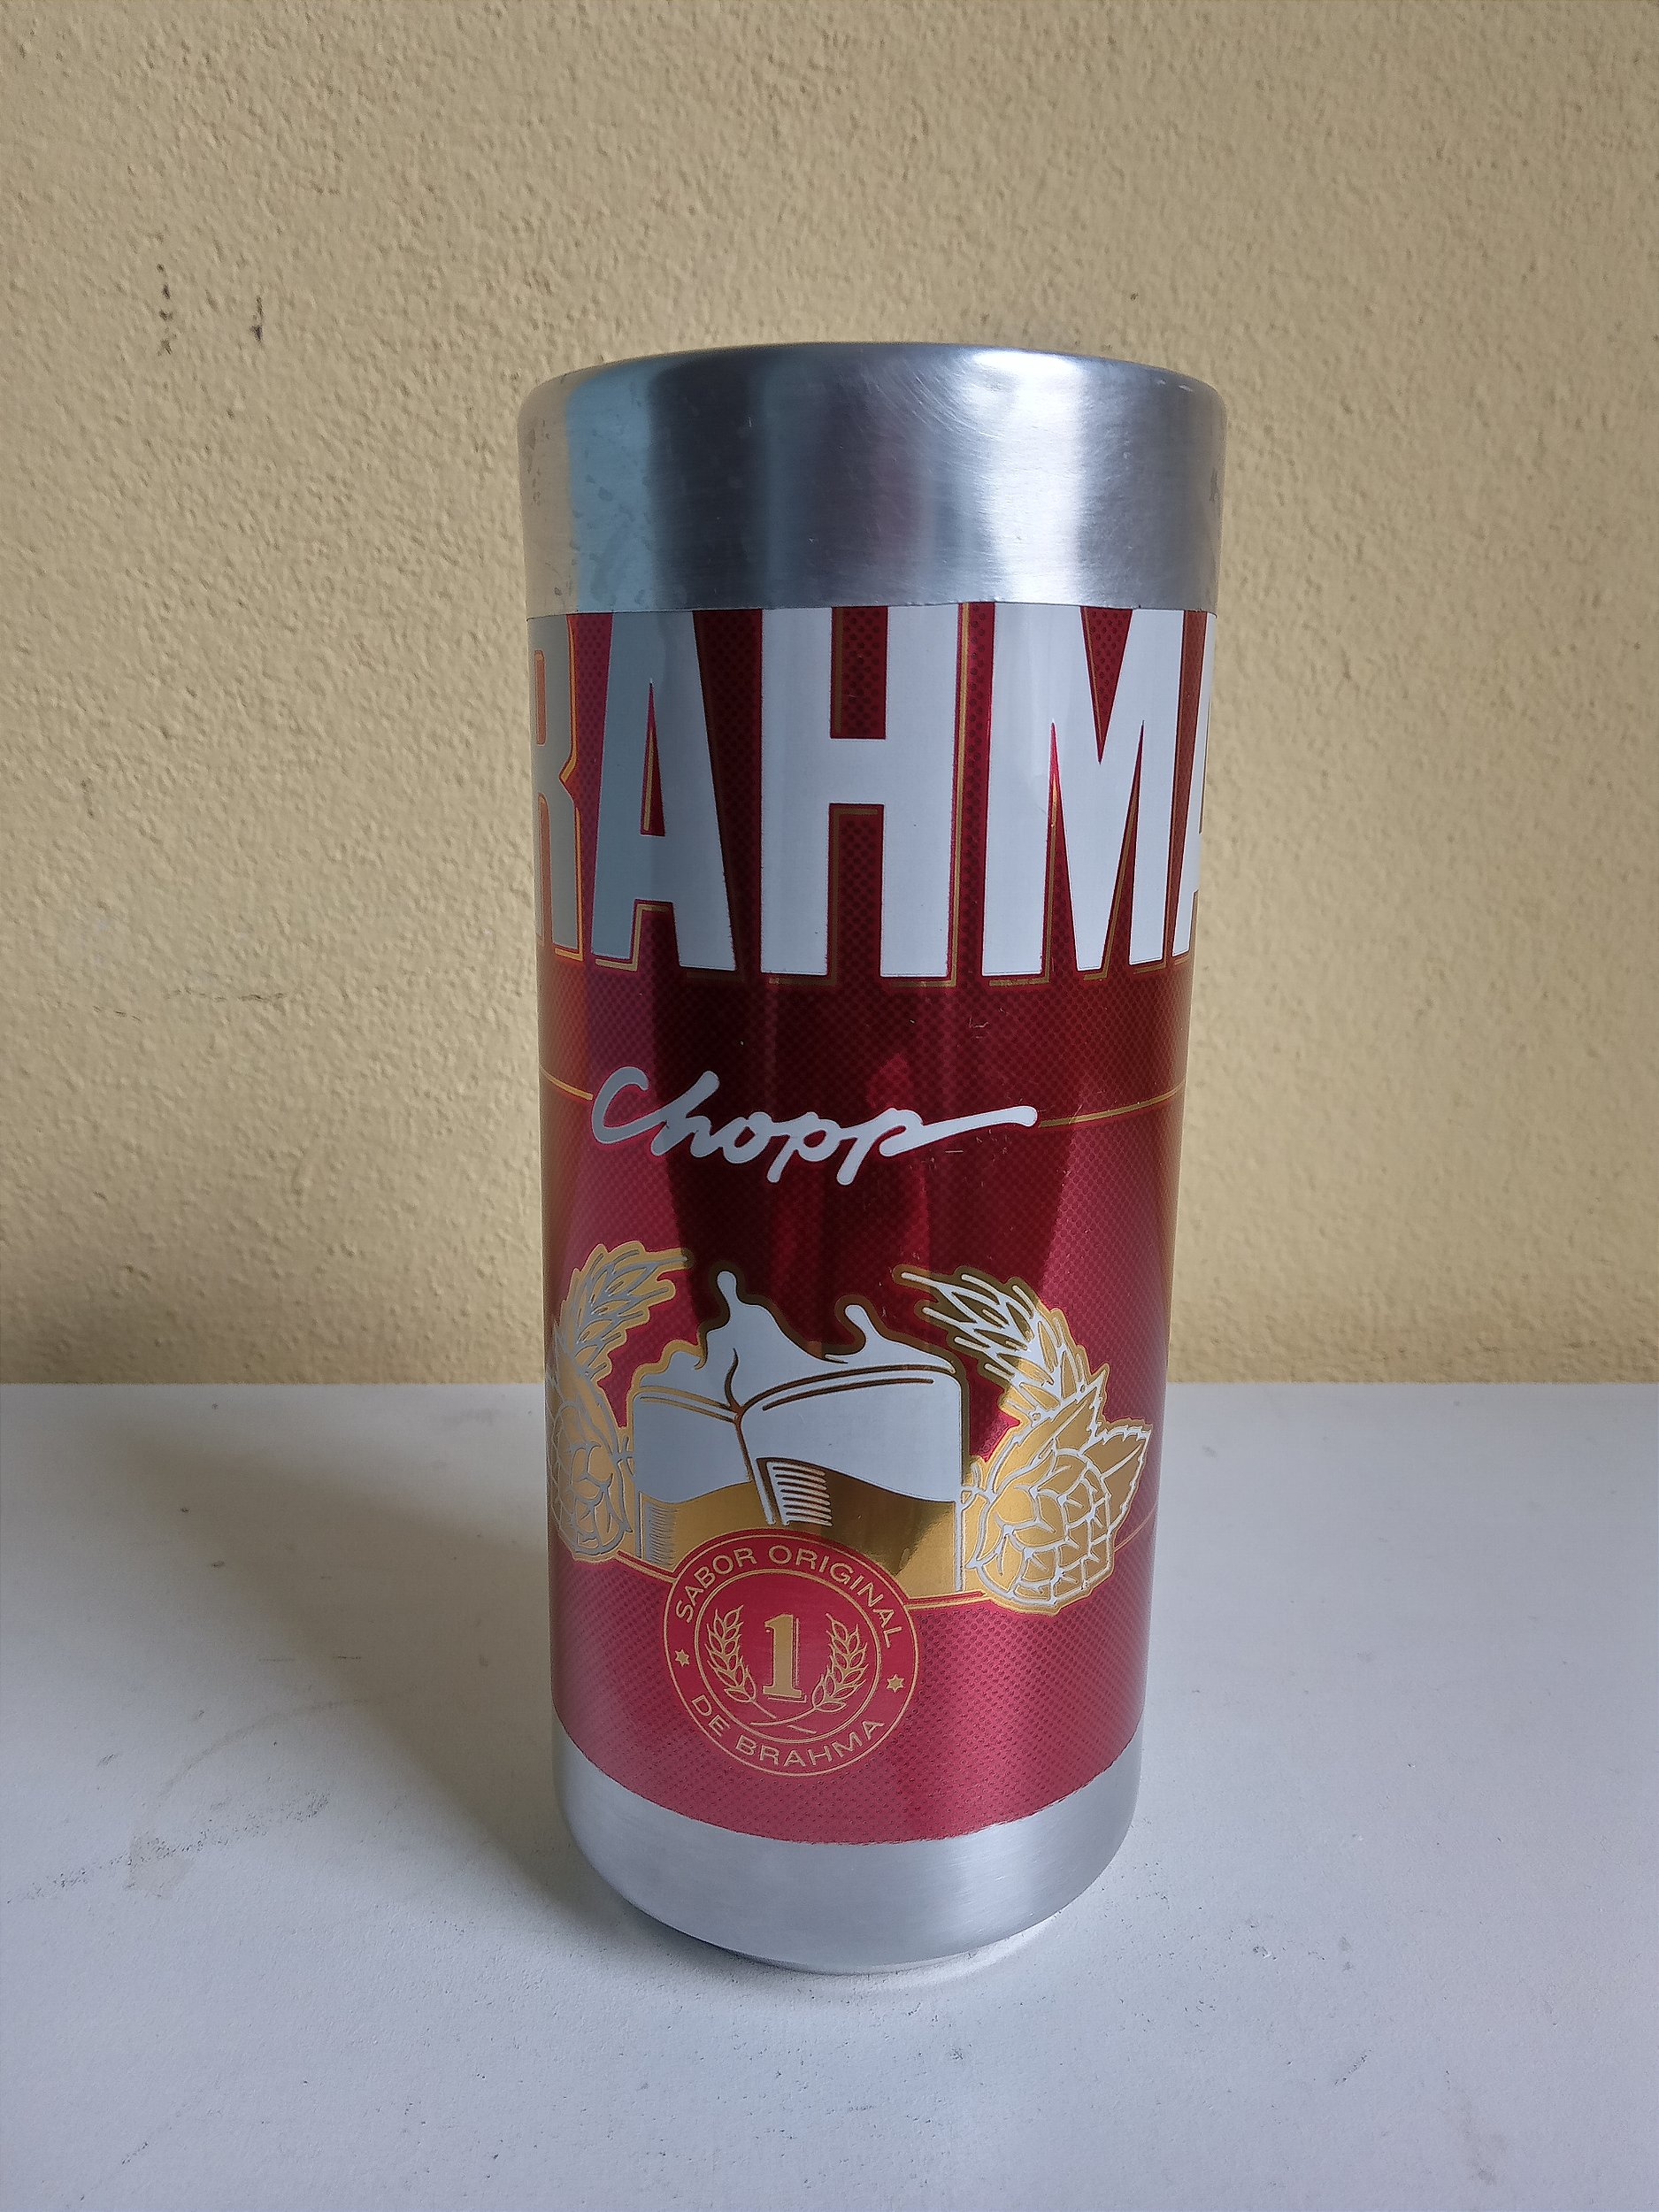 RAHMA
Chopp
SABOR ORIGINAL
1
DE BRAHMA